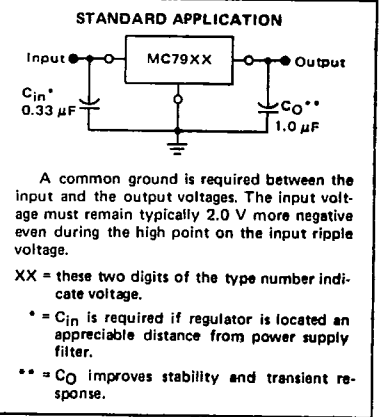 STANDARD APPLICATION
Input MC79XX Output
Cin*
0.33 µF
CO**
1.0 µF
A common ground is required between the
input and the output voltages. The input volt-
age must remain typically 2.0 V more negative
even during the high point on the input ripple
voltage.
XX = these two digits of the type number indi-
cate voltage.
* = Cin is required if regulator is located an
appreciable distance from power supply
filter.
** = CO improves stability and transient re-
sponse.